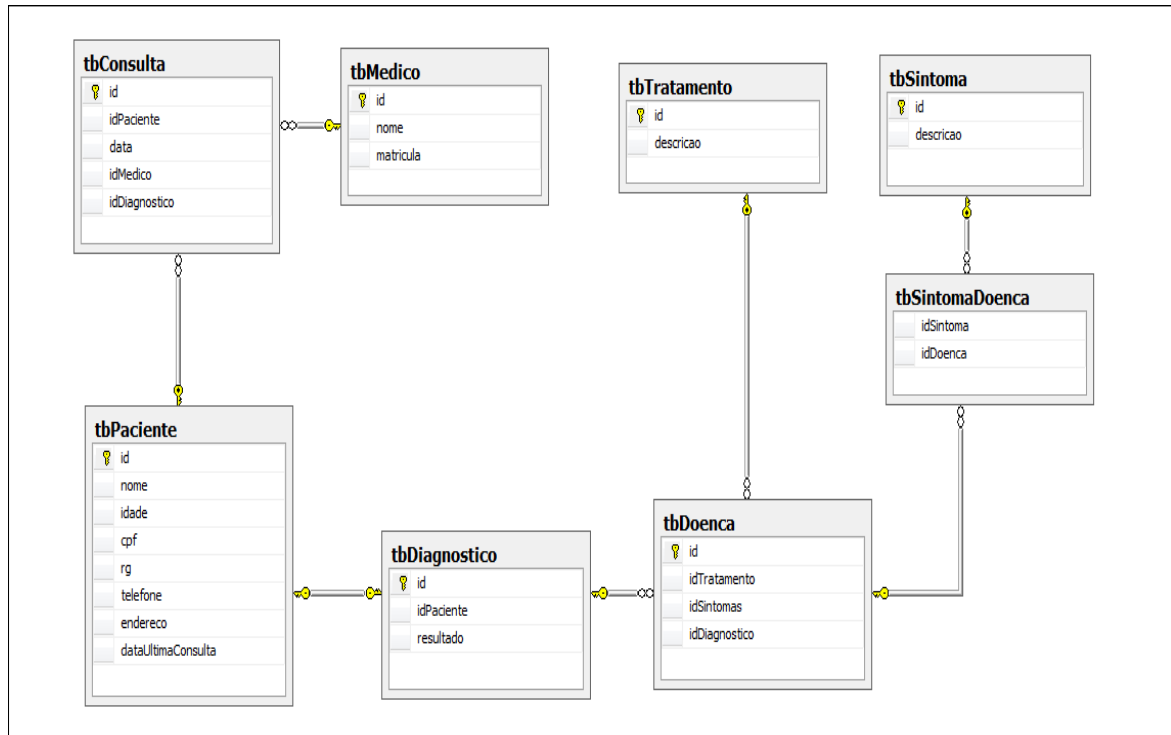 tbConsulta
id
idPaciente
data
idMedico
idDiagnostico
tbMedico
id
nome
matricula
tbTratamento
id
descricao
tbSintoma
id
descricao
tbSintomaDoenca
idSintoma
idDoenca
tbPaciente
id
nome
idade
cpf
rg
telefone
endereco
dataUltimaConsulta
tbDiagnostico
id
idPaciente
resultado
tbDoenca
id
idTratamento
idSintomas
idDiagnostico